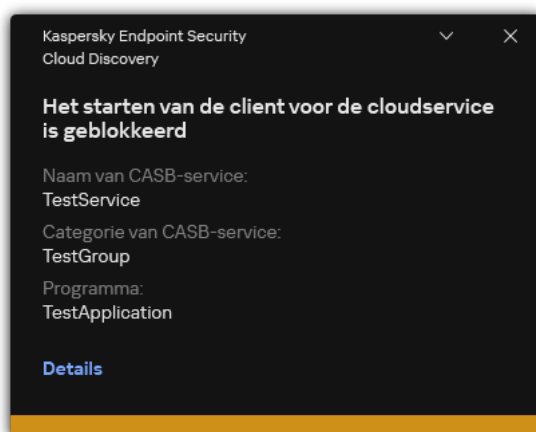 Kaspersky Endpoint Security
Cloud Discovery
Het starten van de client voor de cloudservice
is geblokkeerd
Naam van CASB-service:
TestService
Categorie van CASB-service:
TestGroup
Programma:
TestApplication
Details